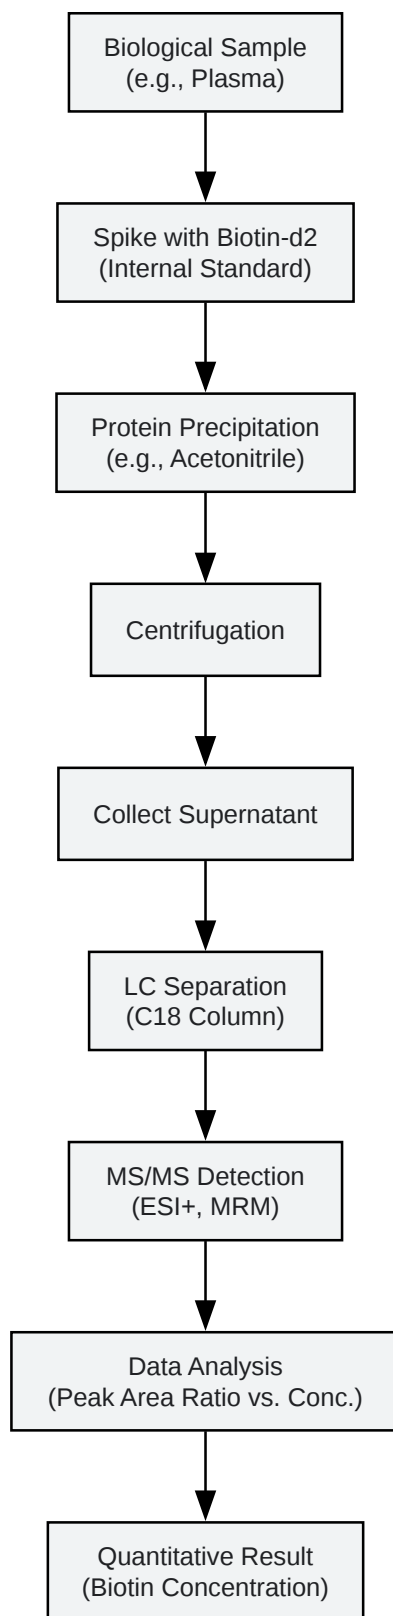 Biological Sample
(e.g., Plasma)
Spike with Biotin-d2
(Internal Standard)
Protein Precipitation
(e.g., Acetonitrile)
Centrifugation
Collect Supernatant
LC Separation
(C18 Column)
MS/MS Detection
(ESI+, MRM)
Data Analysis
(Peak Area Ratio vs. Conc.)
Quantitative Result
(Biotin Concentration)